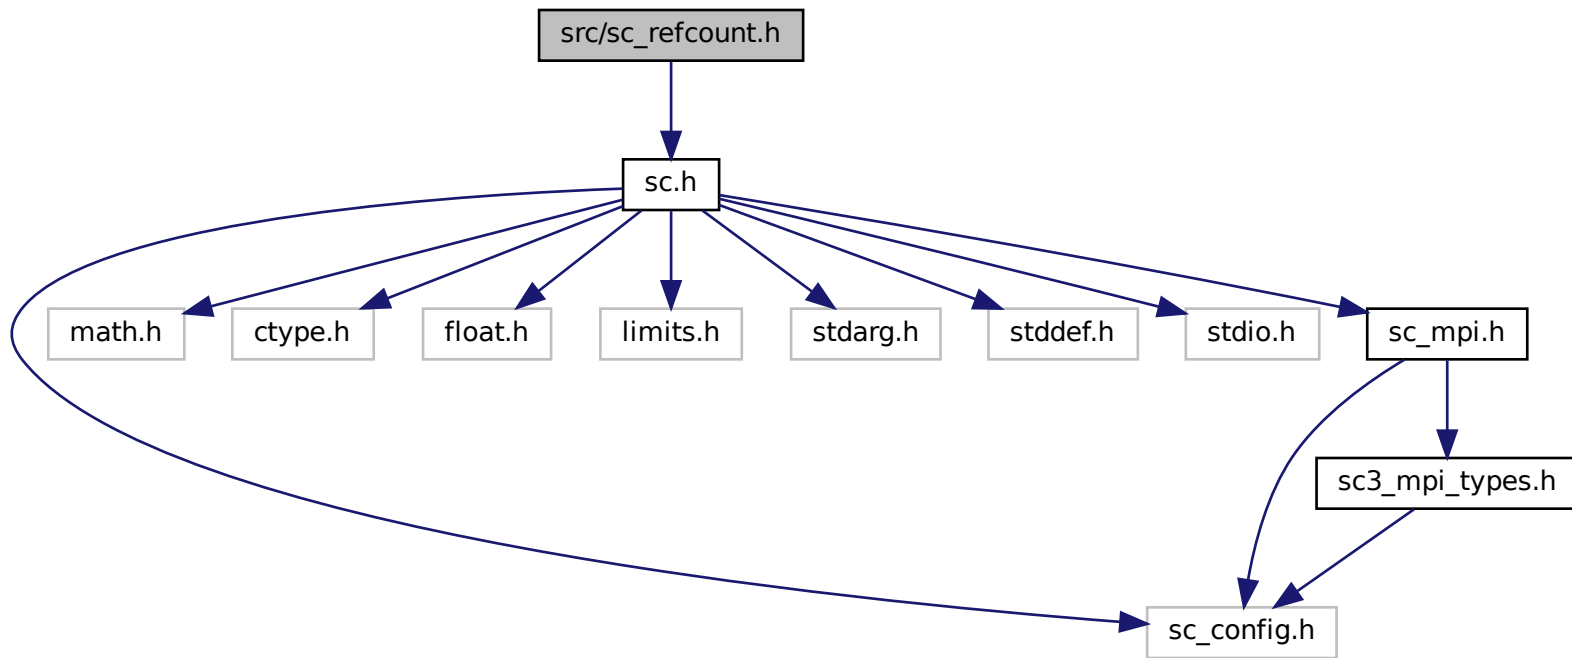 src/sc_refcount.h
sc.h
math.h
ctype.h
float.h
limits.h
stdarg.h
stddef.h
stdio.h
sc_mpi.h
sc3_mpi_types.h
sc_config.h